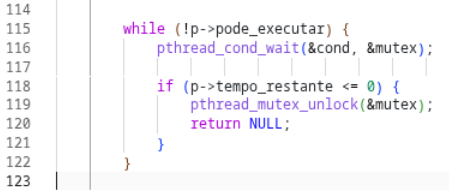 114
115 while (!p->pode_executar) {
116 pthread_cond_wait(&cond, &mutex);
117
118 if (p->tempo_restante <= 0) {
119 pthread_mutex_unlock(&mutex);
120 return NULL;
121 }
122 }
123